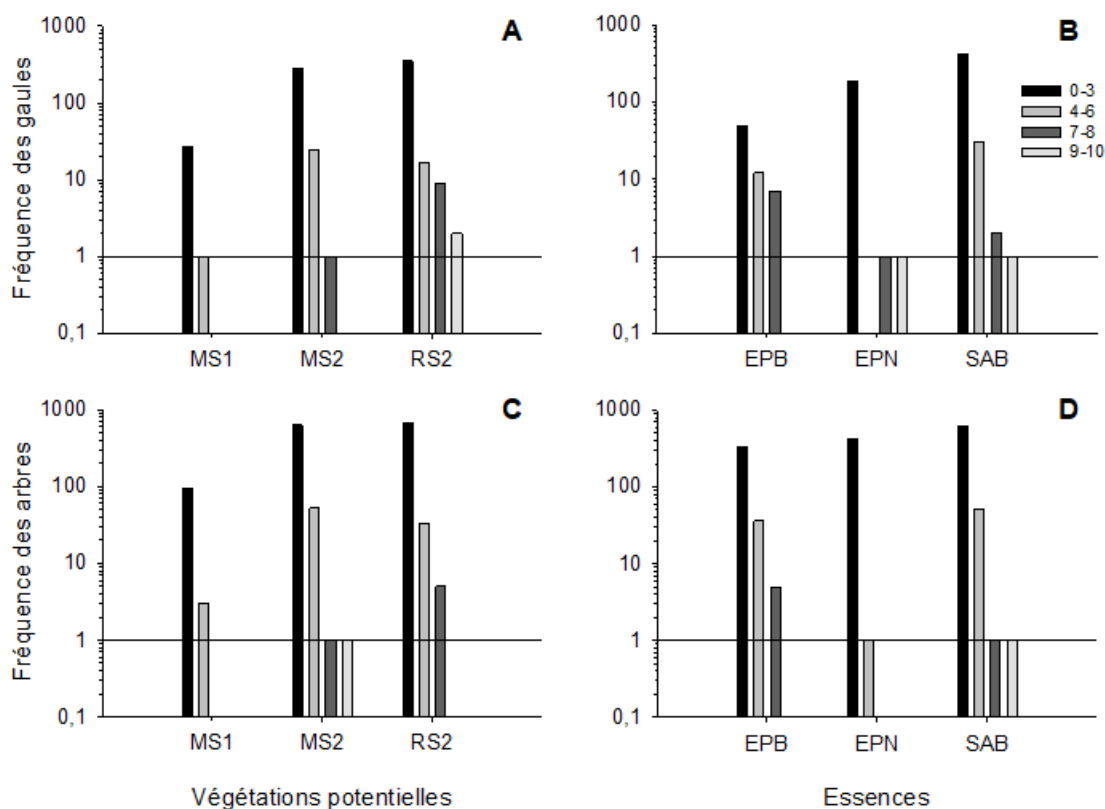 A
Fréquence des gaules
1000
100
10
1
0,1
MS1 MS2 RS2
B
1000
100
10
1
0,1
EPB EPN SAB
0-3
4-6
7-8
9-10
C
Fréquence des arbres
1000
100
10
1
0,1
MS1 MS2 RS2
Végétations potentielles
D
1000
100
10
1
0,1
EPB EPN SAB
Essences